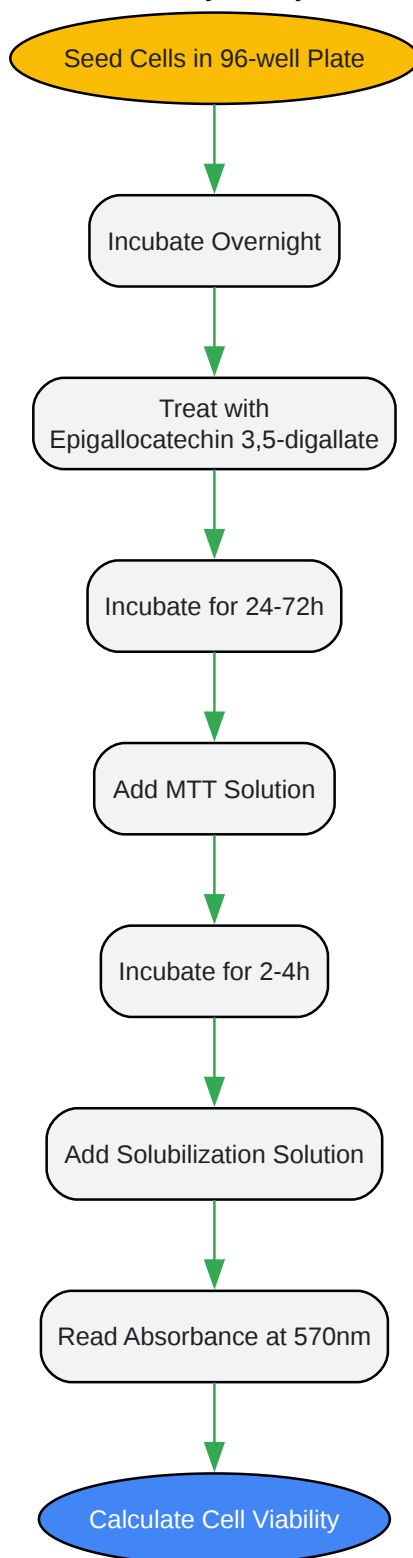 Seed Cells in 96-well Plate
Incubate Overnight
Treat with
Epigallocatechin 3,5-digallate
Incubate for 24-72h
Add MTT Solution
Incubate for 2-4h
Add Solubilization Solution
Read Absorbance at 570nm
Calculate Cell Viability